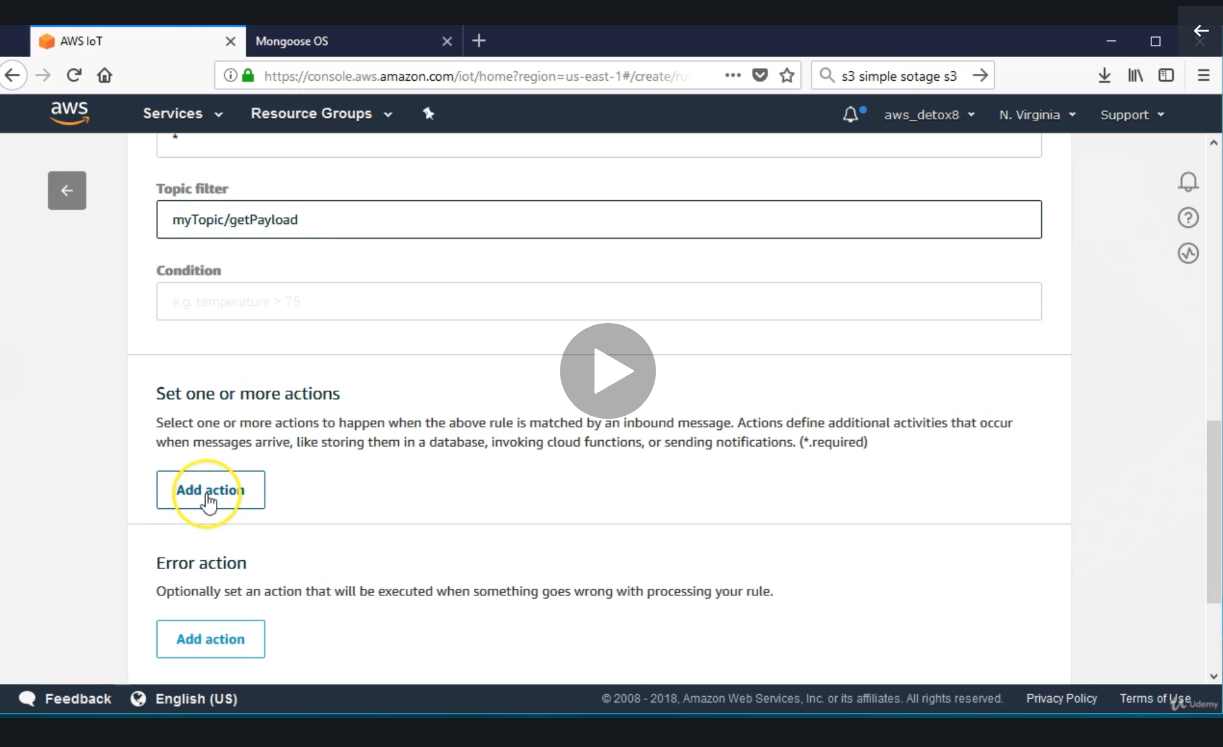 AWS IoT
Mongoose OS
https://console.aws.amazon.com/iot/home?region=us-east-1#/create/ru
s3 simple sotage s3
aws
Services
Resource Groups
aws_detox8
N. Virginia
Support
*
Topic filter
myTopic/getPayload
Condition
e.g. temperature > 75
Set one or more actions
Select one or more actions to happen when the above rule is matched by an inbound message. Actions define additional activities that occur
when messages arrive, like storing them in a database, invoking cloud functions, or sending notifications. (*.required)
Add action
Error action
Optionally set an action that will be executed when something goes wrong with processing your rule.
Add action
Feedback
English (US)
© 2008 - 2018, Amazon Web Services, Inc. or its affiliates. All rights reserved.
Privacy Policy
Terms of Use
Udemy